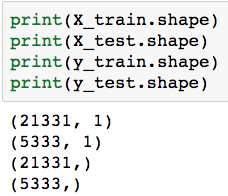 print(X_train.shape)
print(X_test.shape)
print(y_train.shape)
print(y_test.shape)
(21331, 1)
(5333, 1)
(21331,)
(5333,)